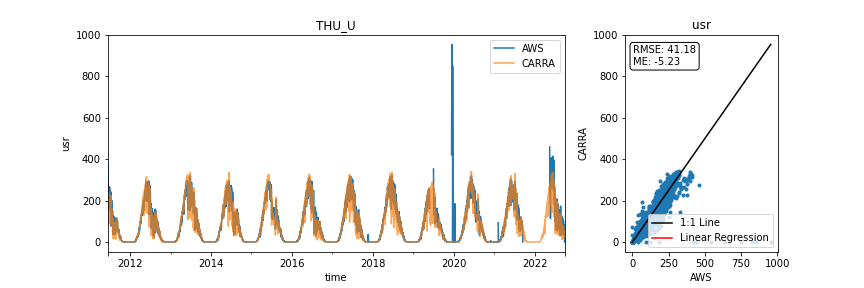 THU_U
usr
1000
800
600
400
200
0
AWS
CARRA
usr
2012
2014
2016
2018
2020
2022
time
RMSE: 41.18
ME: -5.23
1000
800
600
400
200
0
CARRA
1:1 Line
Linear Regression
0
250
500
750
1000
AWS